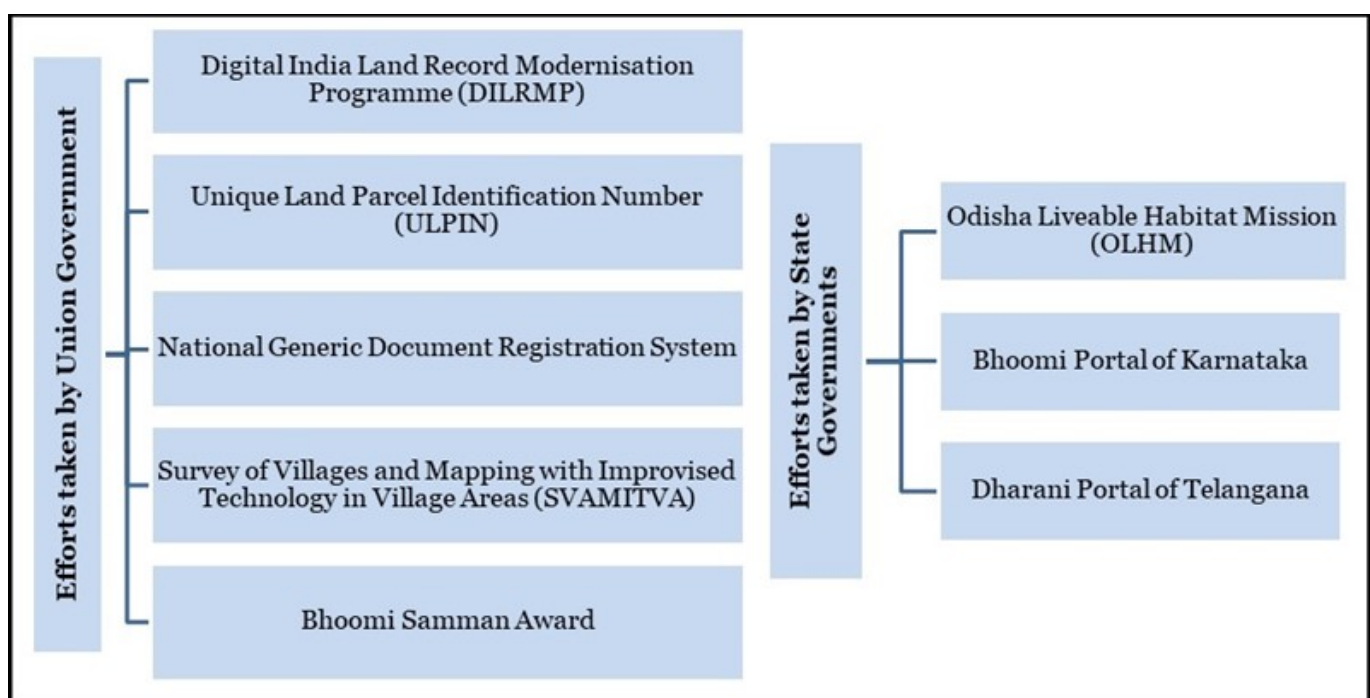 Efforts taken by Union Government
Digital India Land Record Modernisation
Programme (DILRMP)
Unique Land Parcel Identification Number
(ULPIN)
National Generic Document Registration System
Survey of Villages and Mapping with Improvised
Technology in Village Areas (SVAMITVA)
Bhoomi Samman Award
Efforts taken by State
Governments
Odisha Liveable Habitat Mission
(OLHM)
Bhoomi Portal of Karnataka
Dharani Portal of Telangana